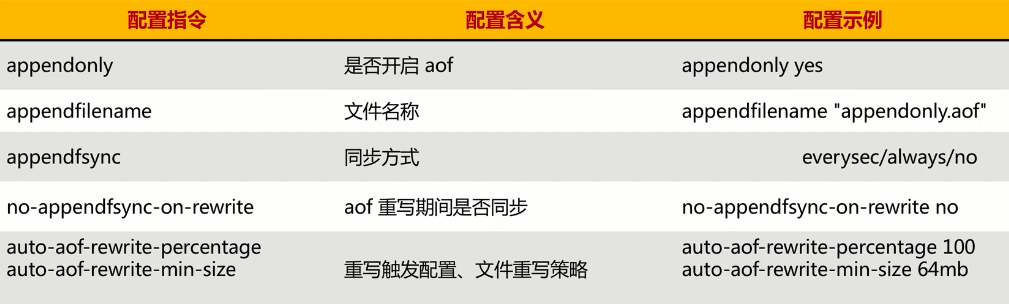 配置指令 配置含义 配置示例
appendonly 是否开启 aof appendonly yes
appendfilename 文件名称 appendfilename "appendonly.aof"
appendfsync 同步方式 everysec/always/no
no-appendfsync-on-rewrite aof 重写期间是否同步 no-appendfsync-on-rewrite no
auto-aof-rewrite-percentage auto-aof-rewrite-percentage 100
auto-aof-rewrite-min-size 重写触发配置、文件重写策略 auto-aof-rewrite-min-size 64mb